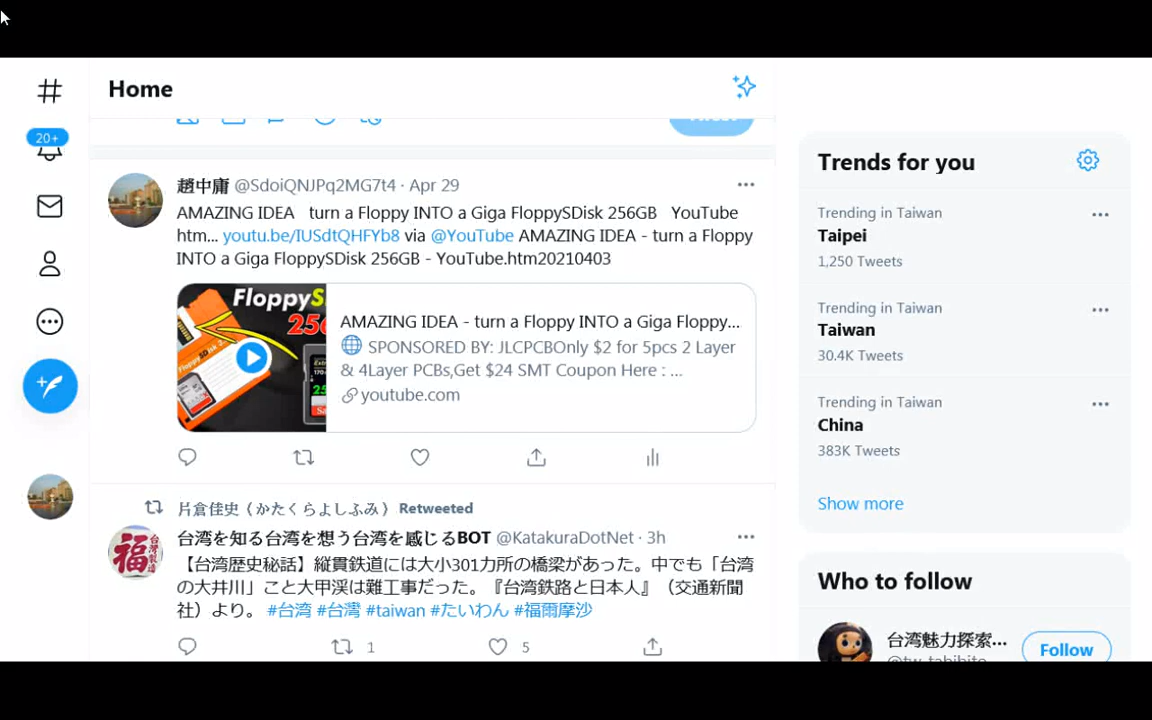 Home
20+
趙中庸 @SdoiQNJPq2MG7t4 · Apr 29
AMAZING IDEA turn a Floppy INTO a Giga FloppySDisk 256GB YouTube
htm... youtu.be/IUSdtQHFYb8 via @YouTube AMAZING IDEA - turn a Floppy
INTO a Giga FloppySDisk 256GB - YouTube.htm20210403
AMAZING IDEA - turn a Floppy INTO a Giga Floppy...
SPONSORED BY: JLCPCBOnly $2 for 5pcs 2 Layer
& 4Layer PCBs,Get $24 SMT Coupon Here : ...
youtube.com
片倉佳史（かたくらよしふみ） Retweeted
台湾を知る台湾を想う台湾を感じるBOT @KatakuraDotNet · 3h
【台湾歴史秘話】縦貫鉄道には大小301力所の橋梁があった。中でも「台湾
の大井川」こと大甲渓は難工事だった。『台湾鉄路と日本人』（交通新聞
社）より。 #台湾 #台灣 #taiwan #たいわん #福爾摩沙
1
5
Trends for you
Trending in Taiwan
Taipei
1,250 Tweets
Trending in Taiwan
Taiwan
30.4K Tweets
Trending in Taiwan
China
383K Tweets
Show more
Who to follow
台湾魅力探索...
Follow